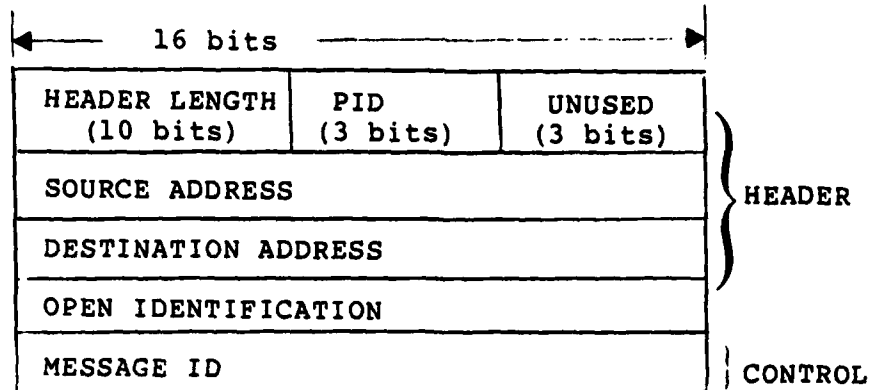 16 bits
HEADER LENGTH PID UNUSED
(10 bits) (3 bits) (3 bits)
SOURCE ADDRESS
HEADER
DESTINATION ADDRESS
OPEN IDENTIFICATION
MESSAGE ID
CONTROL